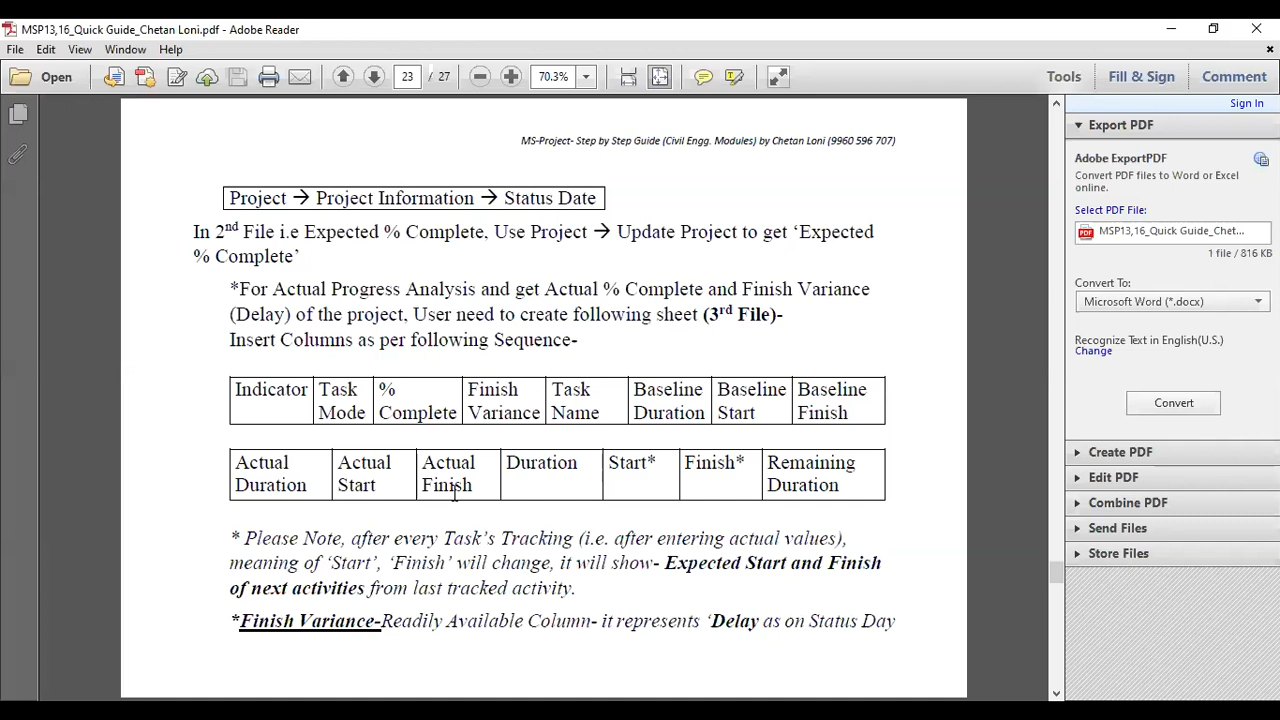 MSP13,16_Quick Guide_Chetan Loni.pdf - Adobe Reader
File Edit View Window Help
Open 23 / 27 70.3% Tools Fill & Sign Comment
Sign In
MS-Project- Step by Step Guide (Civil Engg. Modules) by Chetan Loni (9960 596 707)
Project → Project Information → Status Date
In 2nd File i.e Expected % Complete, Use Project → Update Project to get ‘Expected
% Complete’
*For Actual Progress Analysis and get Actual % Complete and Finish Variance
(Delay) of the project, User need to create following sheet (3rd File)-
Insert Columns as per following Sequence-
Indicator Task Mode % Complete Finish Variance Task Name Baseline Duration Baseline Start Baseline Finish
Actual Duration Actual Start Actual Finish Duration Start* Finish* Remaining Duration
* Please Note, after every Task’s Tracking (i.e. after entering actual values),
meaning of ‘Start’, ‘Finish’ will change, it will show- Expected Start and Finish
of next activities from last tracked activity.
*Finish Variance-Readily Available Column- it represents ‘Delay as on Status Day
Export PDF
Adobe ExportPDF
Convert PDF files to Word or Excel
online.
Select PDF File:
MSP13,16_Quick Guide_Chet...
1 file / 816 KB
Convert To:
Microsoft Word (*.docx)
Recognize Text in English(U.S.)
Change
Convert
Create PDF
Edit PDF
Combine PDF
Send Files
Store Files